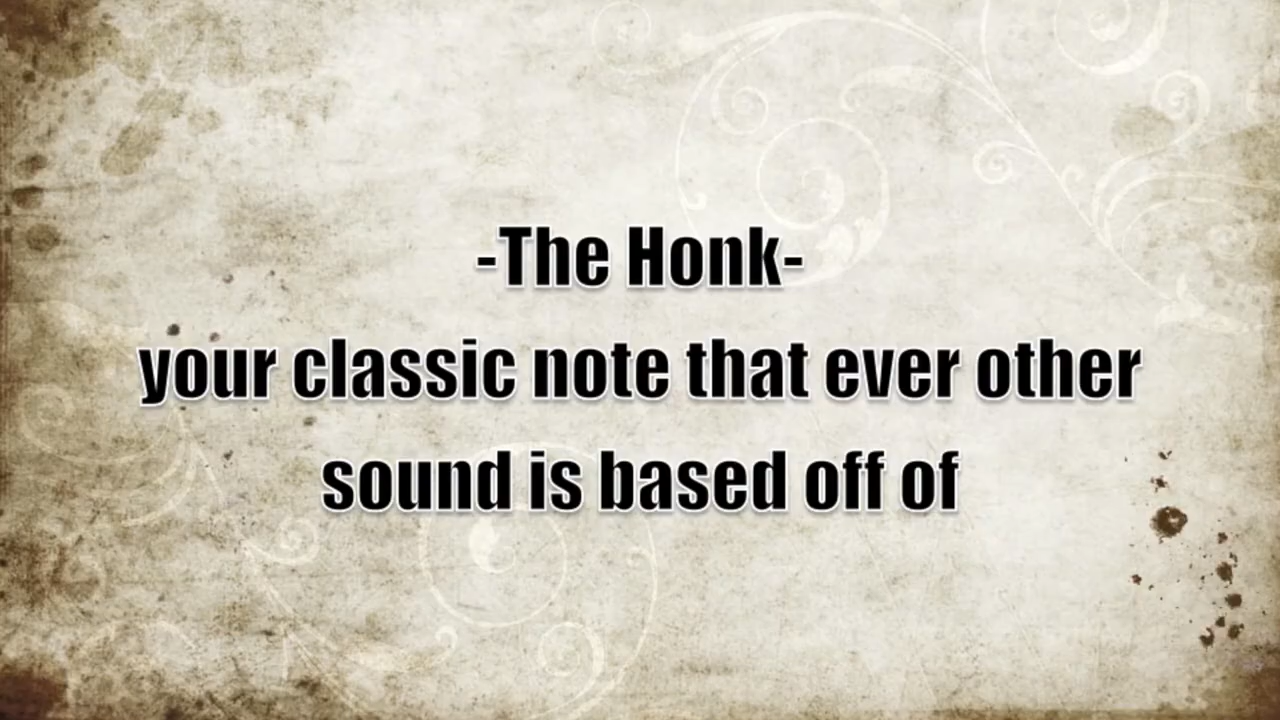 -The Honk-
your classic note that ever other
sound is based off of